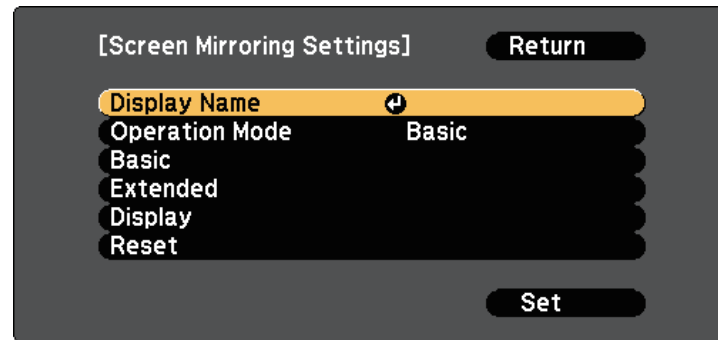 [Screen Mirroring Settings] Return
Display Name
Operation Mode Basic
Basic
Extended
Display
Reset
Set